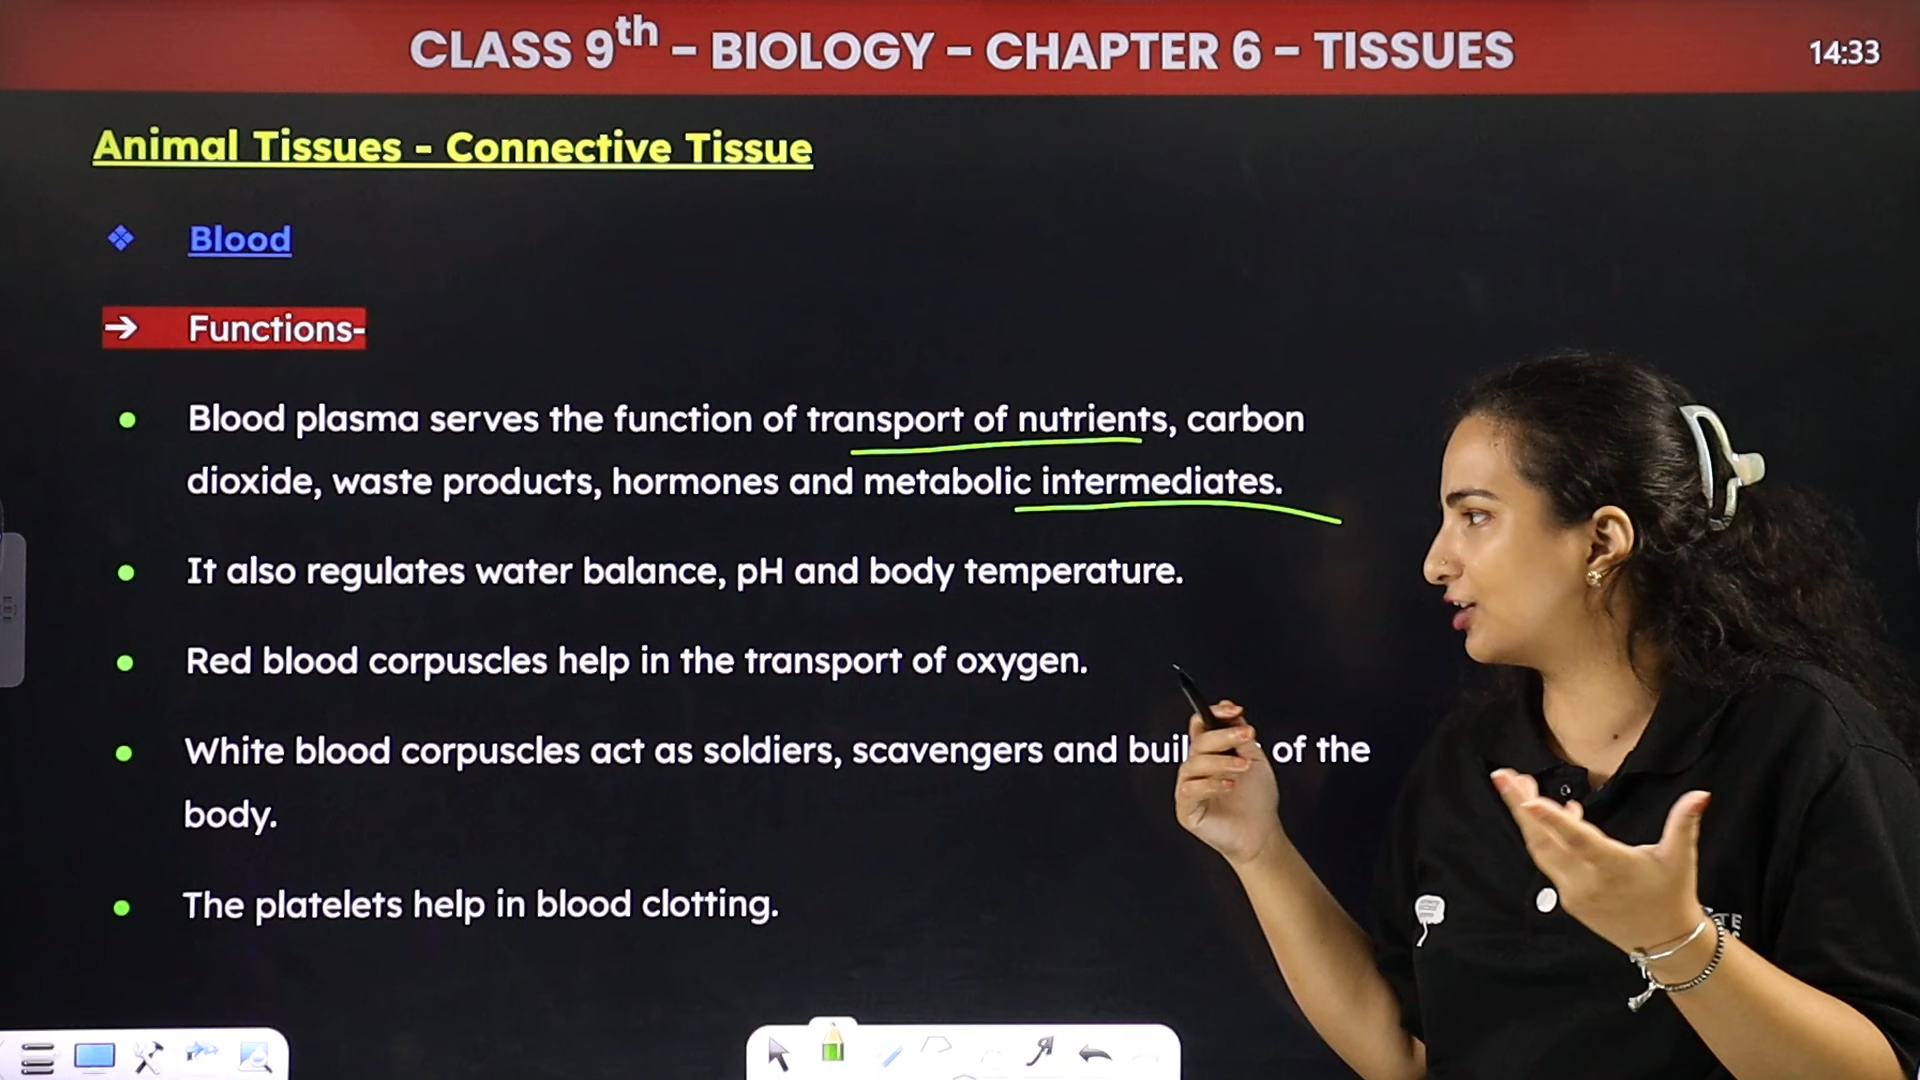 CLASS 9th – BIOLOGY – CHAPTER 6 – TISSUES
14:33
Animal Tissues - Connective Tissue
Blood
Functions-
Blood plasma serves the function of transport of nutrients, carbon
dioxide, waste products, hormones and metabolic intermediates.
It also regulates water balance, pH and body temperature.
Red blood corpuscles help in the transport of oxygen.
White blood corpuscles act as soldiers, scavengers and of the
body.
The platelets help in blood clotting.